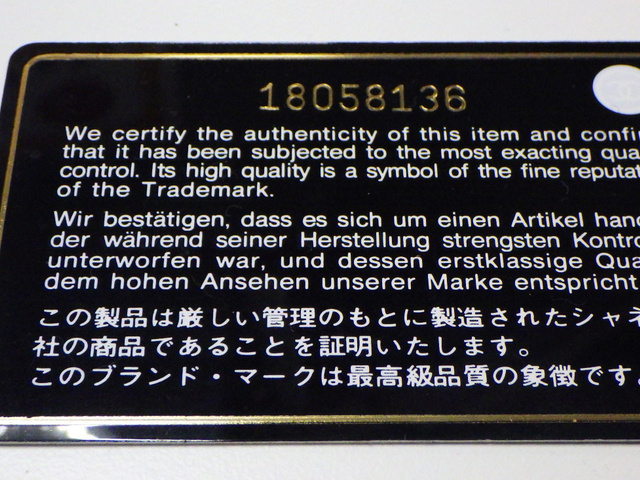 18058136
We certify the authenticity of this item and confi
that it has been subjected to the most exacting qua
control. Its high quality is a symbol of the fine reputat
of the Trademark.
Wir bestätigen, dass es sich um einen Artikel hand
der während seiner Herstellung strengsten Kontro
unterworfen war, und dessen erstklassige Qua
dem hohen Ansehen unserer Marke entspricht
この製品は厳しい管理のもとに製造されたシャネ
社の商品であることを証明いたします。
このブランド・マークは最高級品質の象徴です。